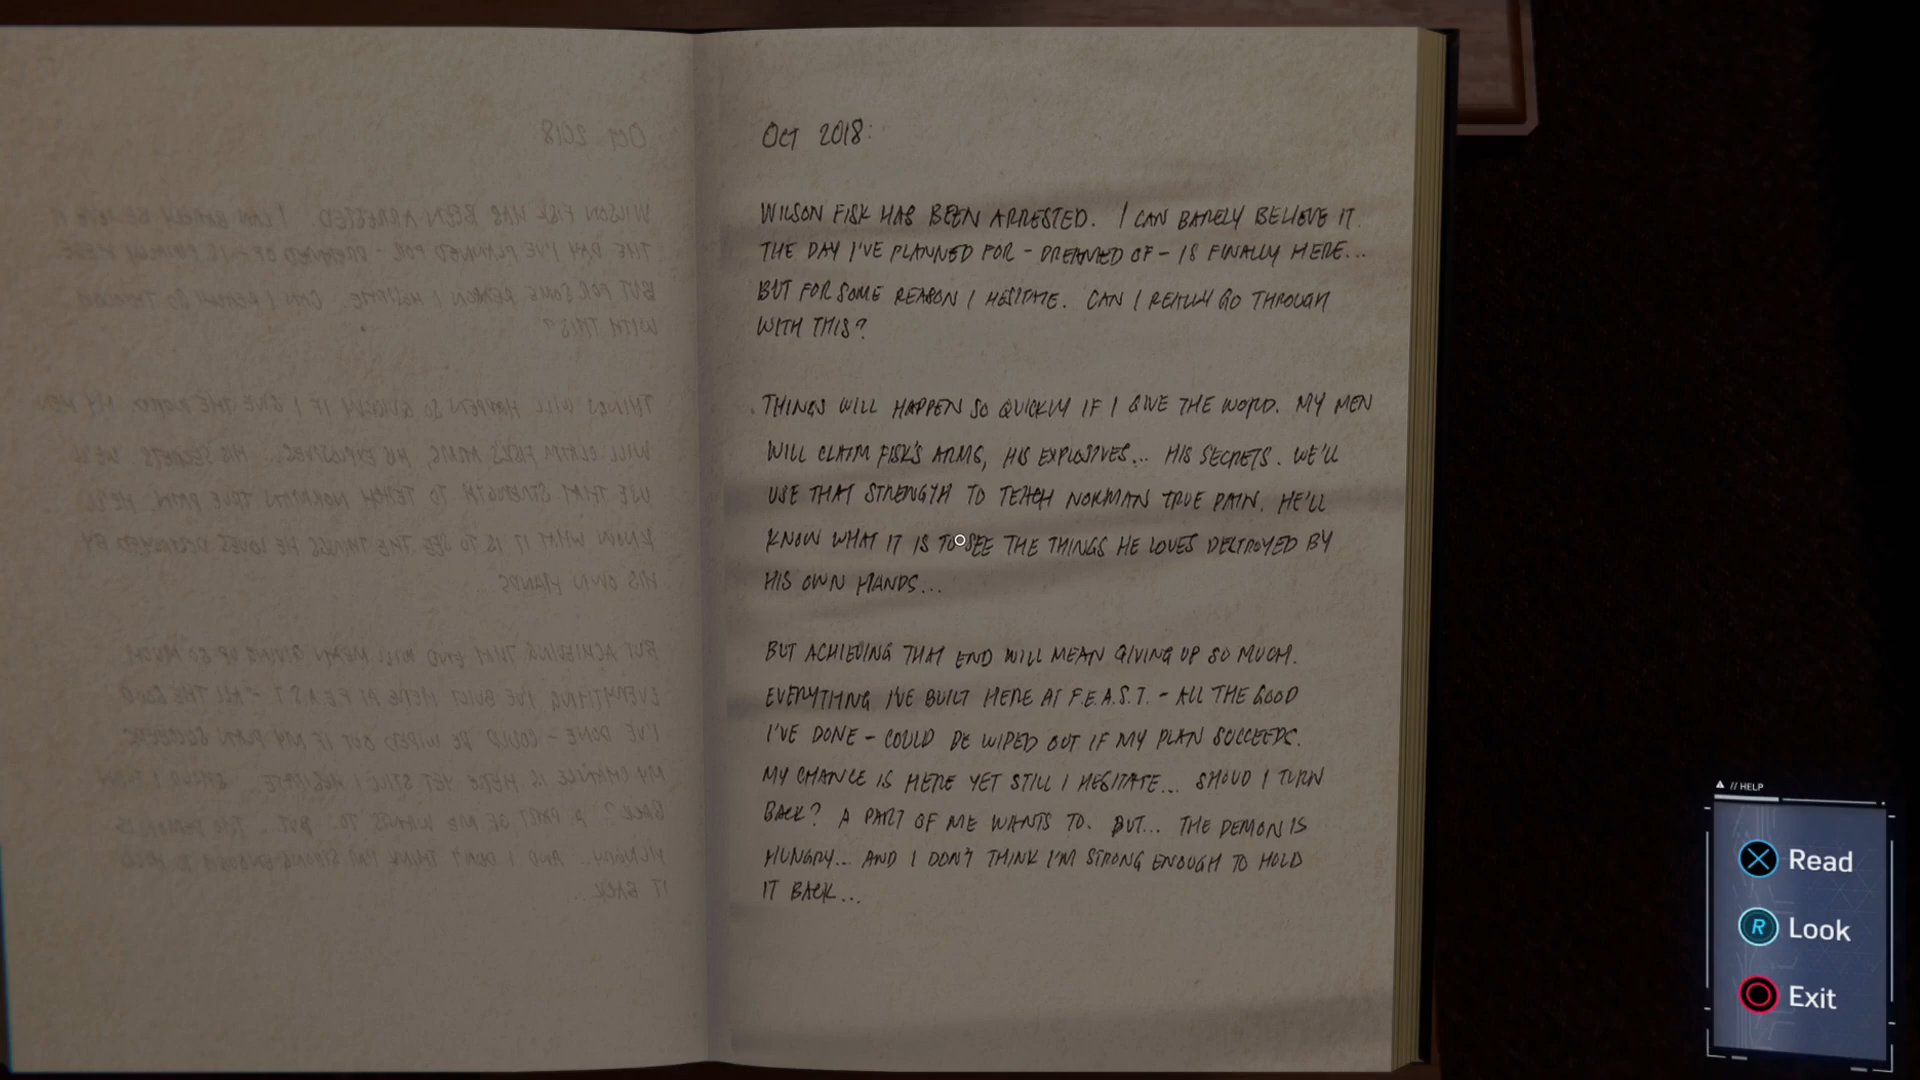 OCT 2018:
WILSON FISK HAS BEEN ARRESTED. I CAN BARELY BELIEVE IT.
THE DAY I'VE PLANNED FOR - DREAMED OF - IS FINALLY HERE...
BUT FOR SOME REASON I HESITATE. CAN I REALLY GO THROUGH
WITH THIS?
THINGS WILL HAPPEN SO QUICKLY IF I GIVE THE WORD. MY MEN
WILL CLAIM FISK'S ARMS, HIS EXPLOSIVES... HIS SECRETS. WE'LL
USE THAT STRENGTH TO TEACH NORMAN TRUE PAIN. HE'LL
KNOW WHAT IT IS TO SEE THE THINGS HE LOVES DESTROYED BY
HIS OWN HANDS...
BUT ACHIEVING THAT END WILL MEAN GIVING UP SO MUCH.
EVERYTHING I'VE BUILT HERE AT F.E.A.S.T. - ALL THE GOOD
I'VE DONE - COULD BE WIPED OUT IF MY PLAN SUCCEEDS.
MY CHANCE IS HERE YET STILL I HESITATE... SHOUD I TURN
BACK? A PART OF ME WANTS TO. BUT... THE DEMON IS
HUNGRY... AND I DON'T THINK I'M STRONG ENOUGH TO HOLD
IT BACK...
// HELP
Read
R Look
Exit